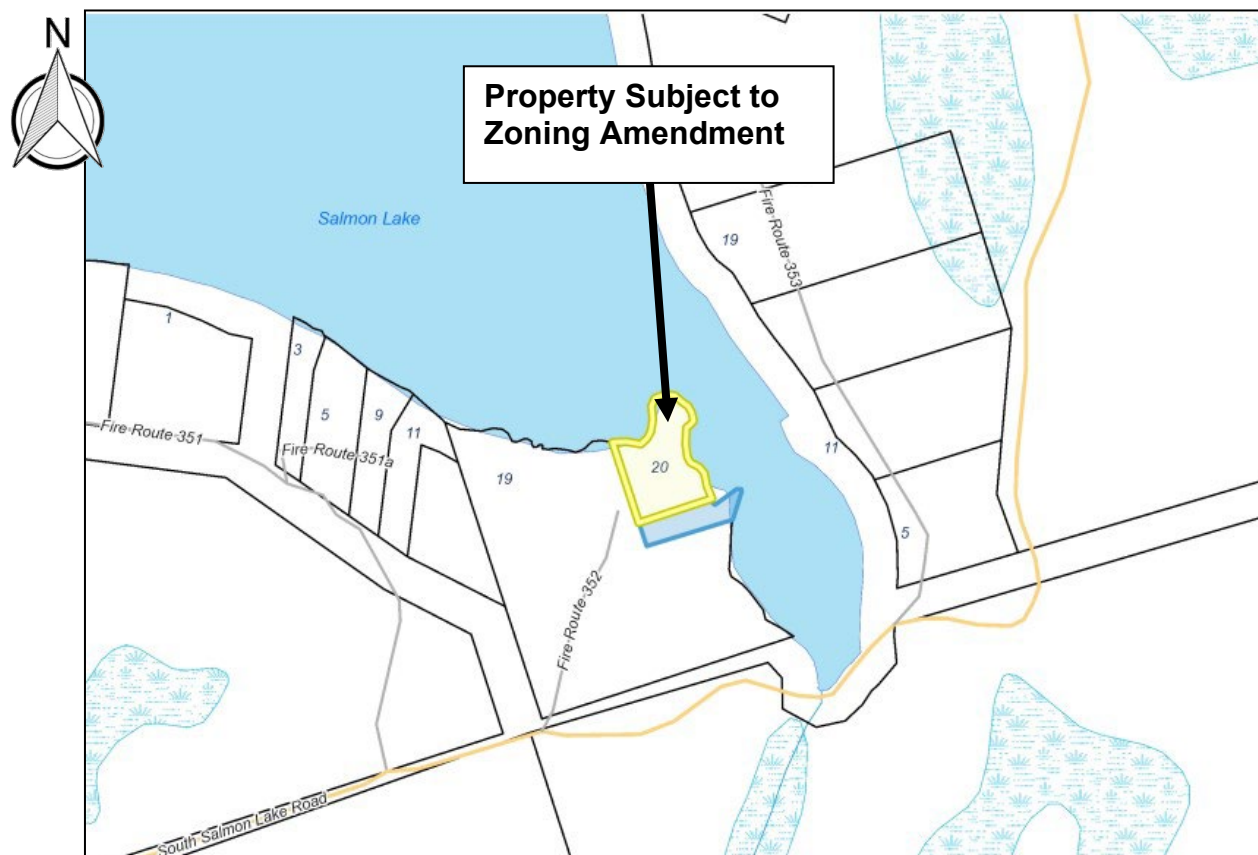 N
Property Subject to
Zoning Amendment
Salmon Lake
19
Fire Route 353
1
3
5
9
11
Fire Route 351
Fire Route 351a
19
20
11
5
Fire Route 352
South Salmon Lake Road